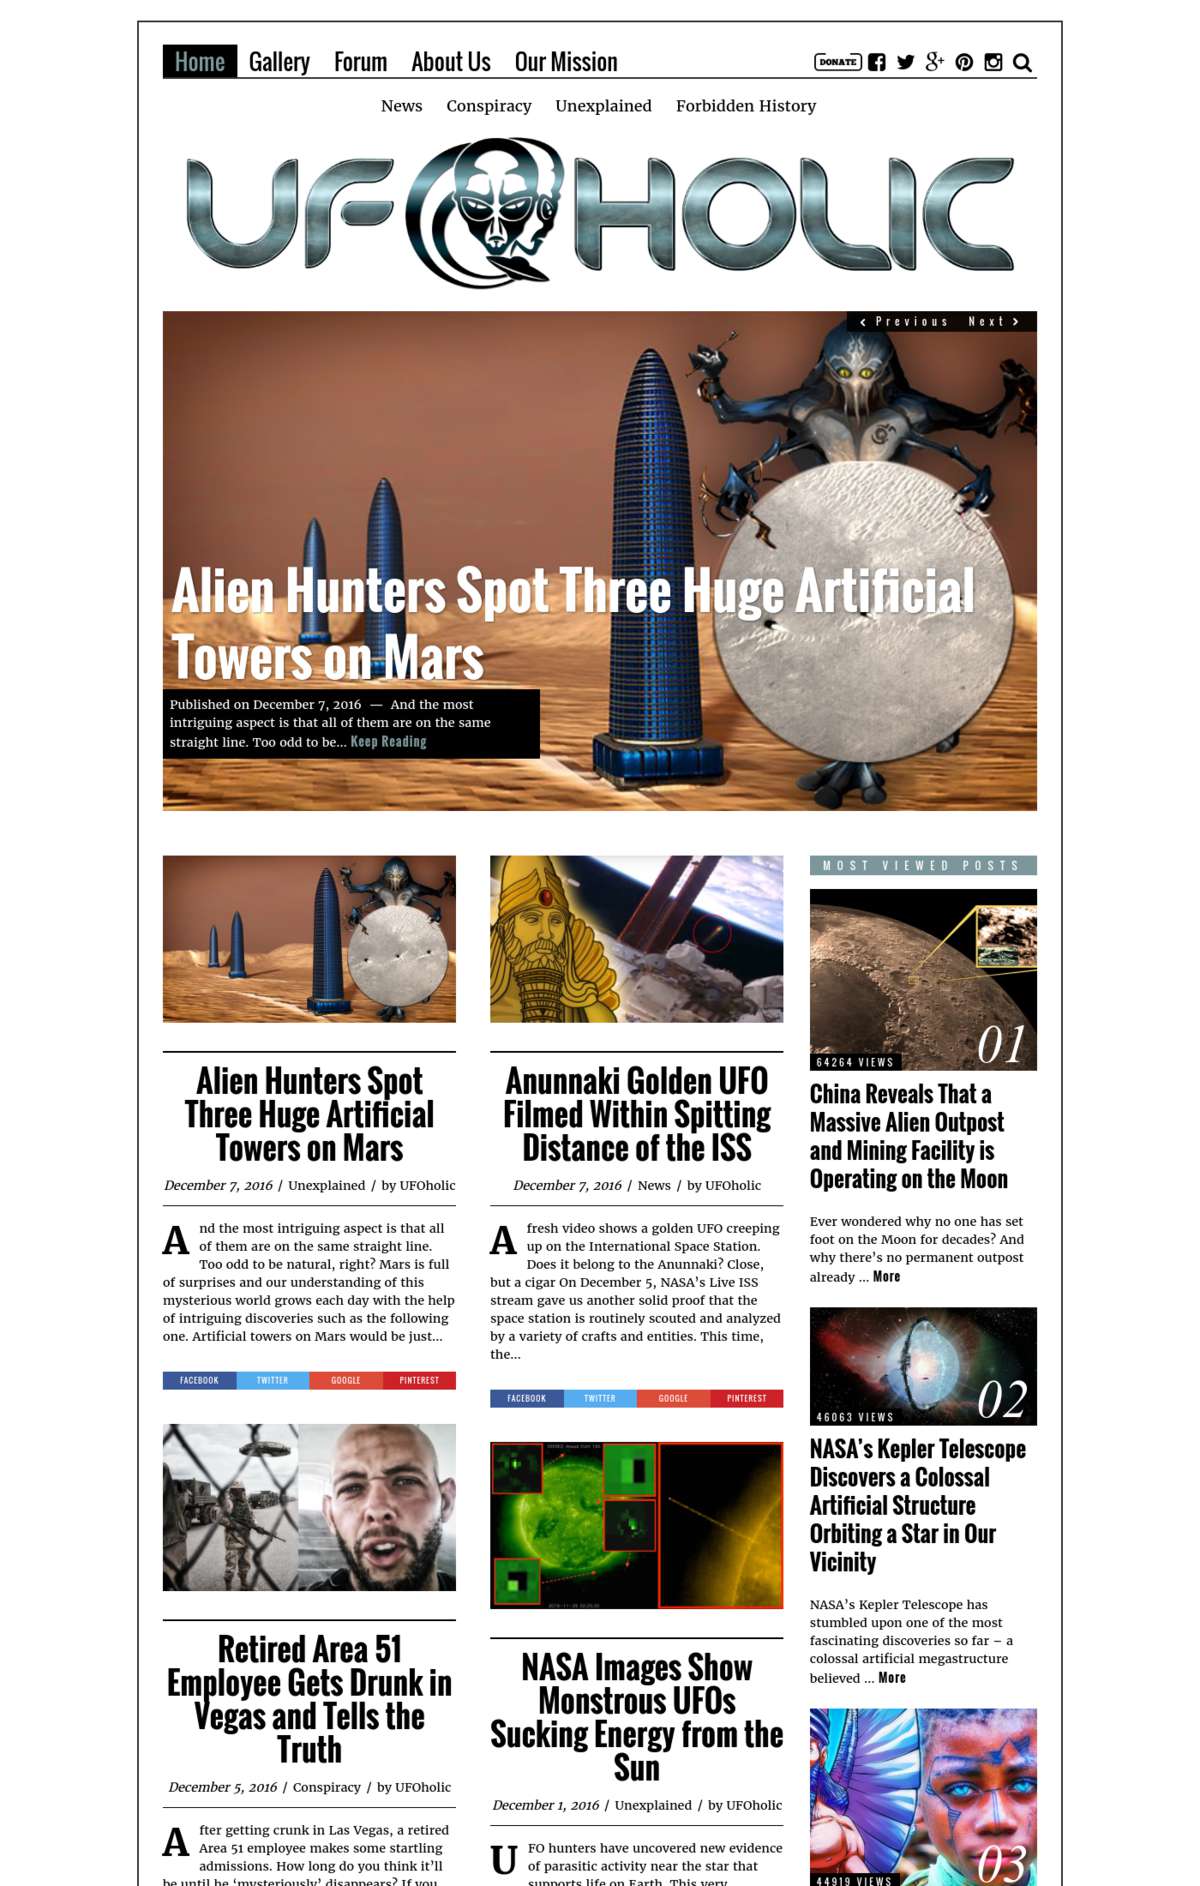 Home Gallery Forum About Us Our Mission DONATE
News Conspiracy Unexplained Forbidden History
UFOHOLIC
Previous Next
Alien Hunters Spot Three Huge Artificial
Towers on Mars
Published on December 7, 2016 — And the most
intriguing aspect is that all of them are on the same
straight line. Too odd to be... Keep Reading
Alien Hunters Spot
Three Huge Artificial
Towers on Mars
December 7, 2016 / Unexplained / by UFOholic
And the most intriguing aspect is that all
of them are on the same straight line.
Too odd to be natural, right? Mars is full
of surprises and our understanding of this
mysterious world grows each day with the help
of intriguing discoveries such as the following
one. Artificial towers on Mars would be just...
FACEBOOK TWITTER GOOGLE PINTEREST
Retired Area 51
Employee Gets Drunk in
Vegas and Tells the
Truth
December 5, 2016 / Conspiracy / by UFOholic
After getting crunk in Las Vegas, a retired
Area 51 employee makes some startling
admissions. How long do you think it'll
be until he 'mysteriously' disappears? If you
Anunnaki Golden UFO
Filmed Within Spitting
Distance of the ISS
December 7, 2016 / News / by UFOholic
A fresh video shows a golden UFO creeping
up on the International Space Station.
Does it belong to the Anunnaki? Close,
but a cigar On December 5, NASA's Live ISS
stream gave us another solid proof that the
space station is routinely scouted and analyzed
by a variety of crafts and entities. This time,
the...
FACEBOOK TWITTER GOOGLE PINTEREST
NASA Images Show
Monstrous UFOs
Sucking Energy from the
Sun
December 1, 2016 / Unexplained / by UFOholic
UFO hunters have uncovered new evidence
of parasitic activity near the star that
supports life on Earth. This very
MOST VIEWED POSTS
01
64264 VIEWS
China Reveals That a
Massive Alien Outpost
and Mining Facility is
Operating on the Moon
Ever wondered why no one has set
foot on the Moon for decades? And
why there's no permanent outpost
already ... More
02
46063 VIEWS
NASA's Kepler Telescope
Discovers a Colossal
Artificial Structure
Orbiting a Star in Our
Vicinity
NASA's Kepler Telescope has
stumbled upon one of the most
fascinating discoveries so far – a
colossal artificial megastructure
believed ... More
03
44919 VIEWS